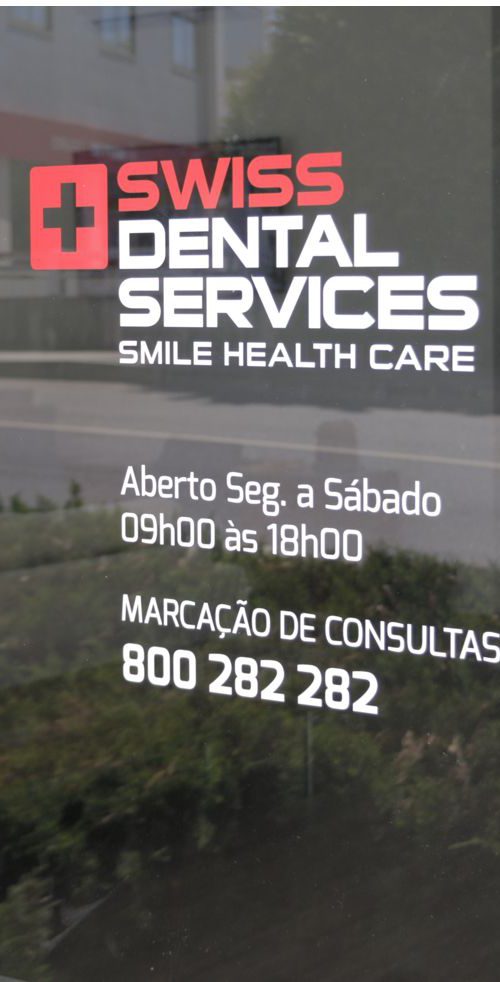 SWISS
DENTAL
SERVICES
SMILE HEALTH CARE
Aberto Seg. a Sábado
09h00 às 18h00
MARCAÇÃO DE CONSULTAS
800 282 282